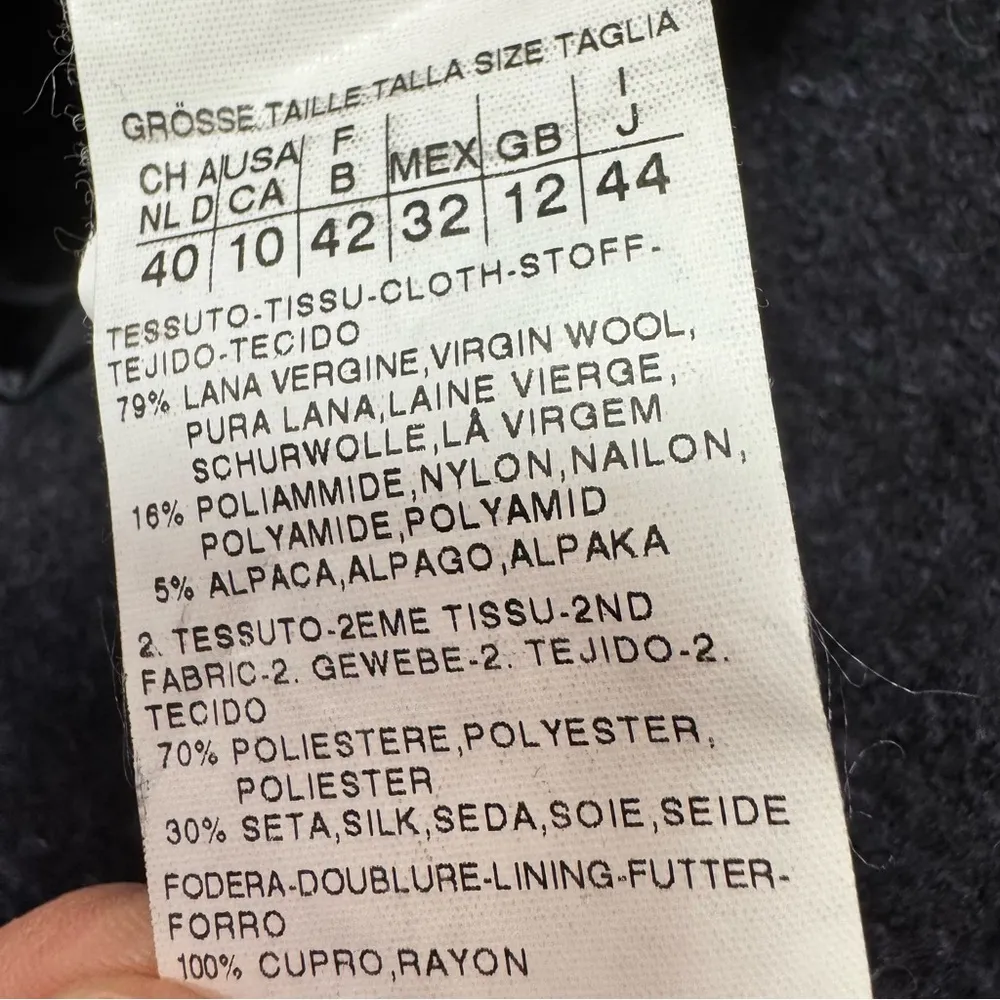 GRÖSSE.TAILLE.TALLA.SIZE TAGLIA
CH A USA F MEX GB I
NL D CA B J
40 10 42 32 12 44
TESSUTO-TISSU-CLOTH-STOFF-
TEJIDO-TECIDO
79% LANA VERGINE,VIRGIN WOOL,
PURA LANA,LAINE VIERGE,
SCHURWOLLE,LÂ VIRGEM
16% POLIAMMIDE,NYLON,NAILON,
POLYAMIDE,POLYAMID
5% ALPACA,ALPAGO,ALPAKA
2. TESSUTO-2EME TISSU-2ND
FABRIC-2. GEWEBE-2. TEJIDO-2.
TECIDO
70% POLIESTERE,POLYESTER,
POLIESTER
30% SETA,SILK,SEDA,SOIE,SEIDE
FODERA-DOUBLURE-LINING-FUTTER-
FORRO
100% CUPRO,RAYON